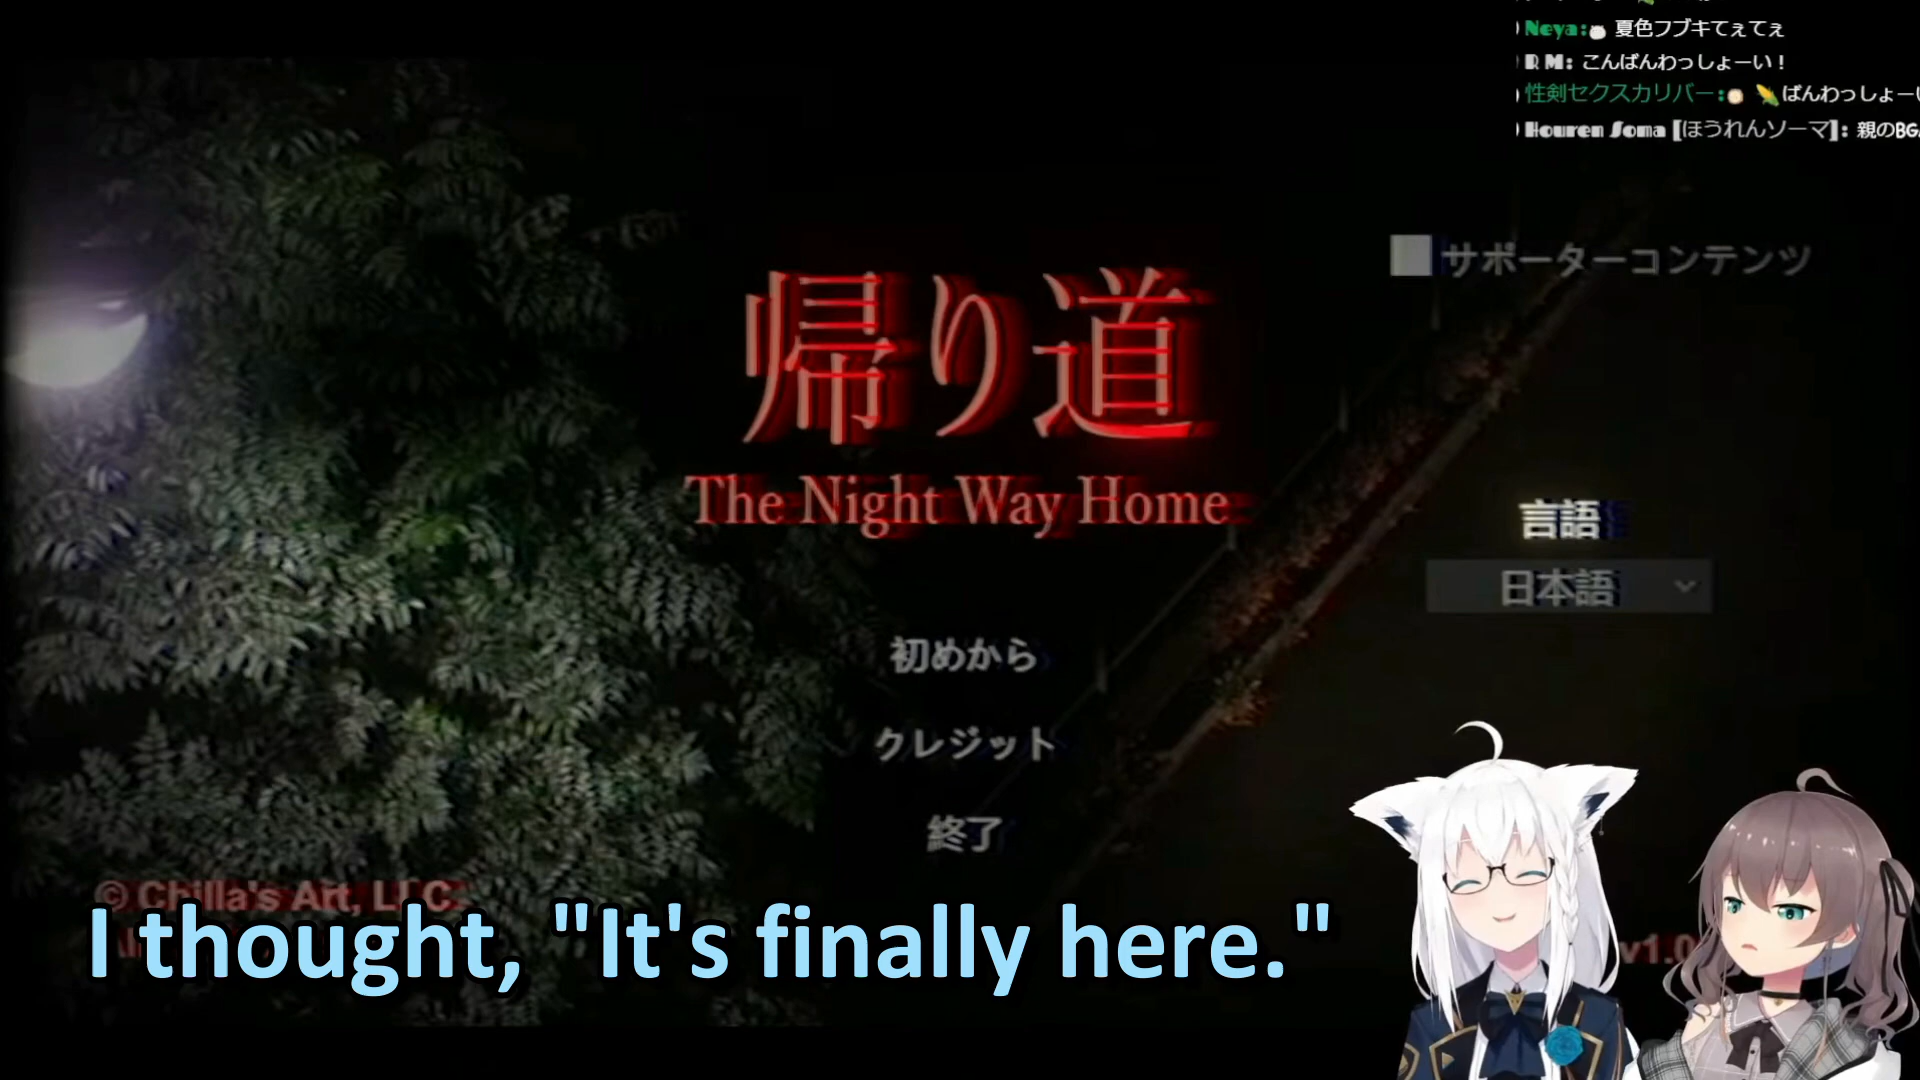 Neya: 夏色フブキてぇてぇ
R M: こんばんわっしょーい!
性剣セクスカリバー: ばんわっしょー
Houren Soma [ほうれんソーマ]: 親のBG
サポーターコンテンツ
帰り道
The Night Way Home
言語
日本語
初めから
クレジット
終了
© Chilla's Art, LLC.
I thought, "It's finally here."
v1.0